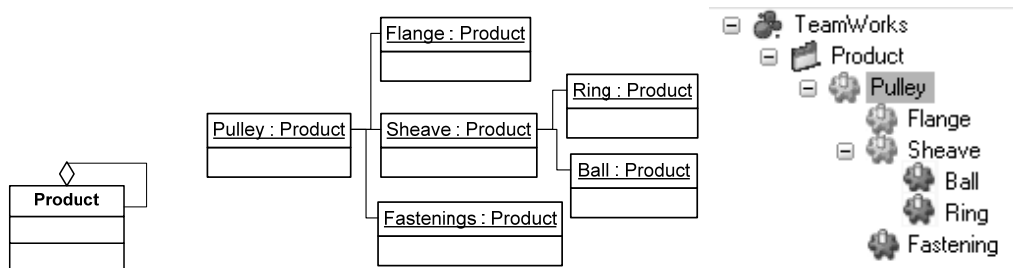 Product
Pulley : Product
Flange : Product
Sheave : Product
Fastenings : Product
Ring : Product
Ball : Product
TeamWorks
Product
Pulley
Flange
Sheave
Ball
Ring
Fastening